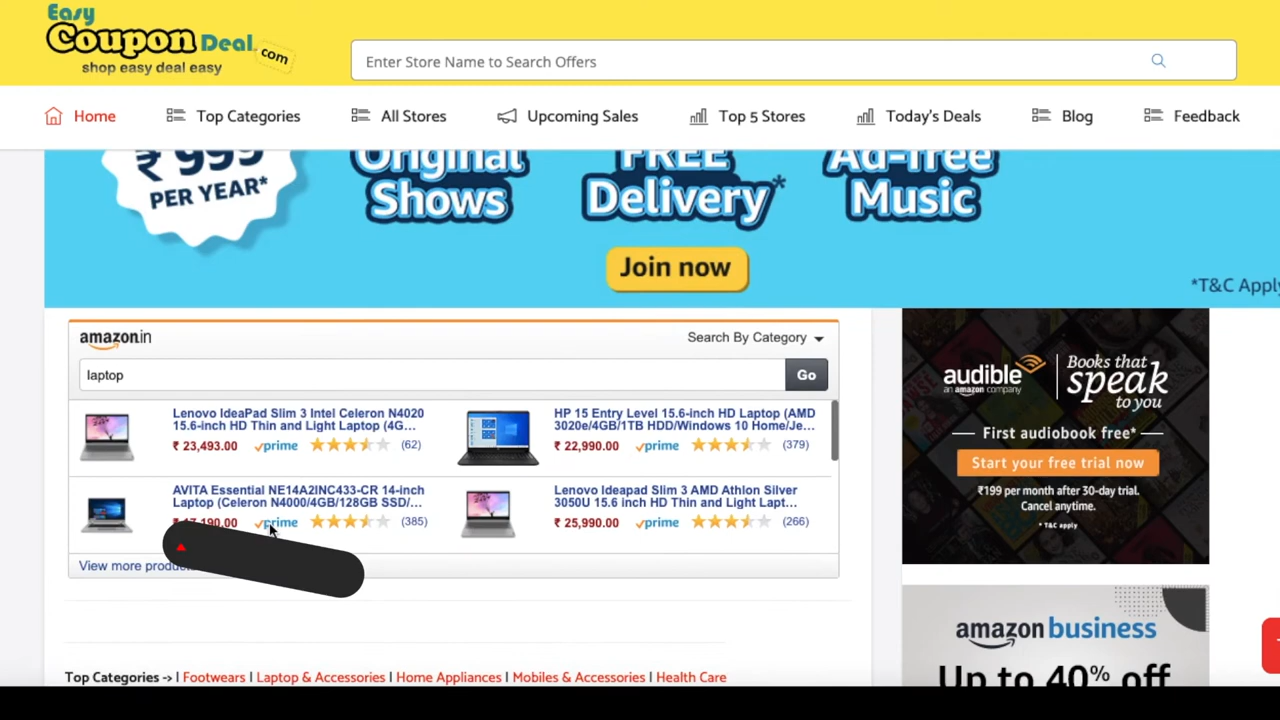 Easy
Coupon Deal.com
shop easy deal easy
Enter Store Name to Search Offers
Home
Top Categories
All Stores
Upcoming Sales
Top 5 Stores
Today's Deals
Blog
Feedback
₹ 999
PER YEAR*
Original
Shows
FREE
Delivery*
Ad-free
Music
Join now
*T&C Apply
amazon.in
Search By Category
laptop
Go
Lenovo IdeaPad Slim 3 Intel Celeron N4020
15.6-inch HD Thin and Light Laptop (4G...
₹ 23,493.00 prime (62)
HP 15 Entry Level 15.6-inch HD Laptop (AMD
3020e/4GB/1TB HDD/Windows 10 Home/Je...
₹ 22,990.00 prime (379)
AVITA Essential NE14A2INC433-CR 14-inch
Laptop (Celeron N4000/4GB/128GB SSD/...
₹ 17,190.00 prime (385)
Lenovo Ideapad Slim 3 AMD Athlon Silver
3050U 15.6 inch HD Thin and Light Lapt...
₹ 25,990.00 prime (266)
View more
audible
an amazon company
Books that
speak
to you
First audiobook free*
Start your free trial now
₹199 per month after 30-day trial.
Cancel anytime.
* T&C apply
amazon business
Up to 40% off
Top Categories -> | Footwears | Laptop & Accessories | Home Appliances | Mobiles & Accessories | Health Care